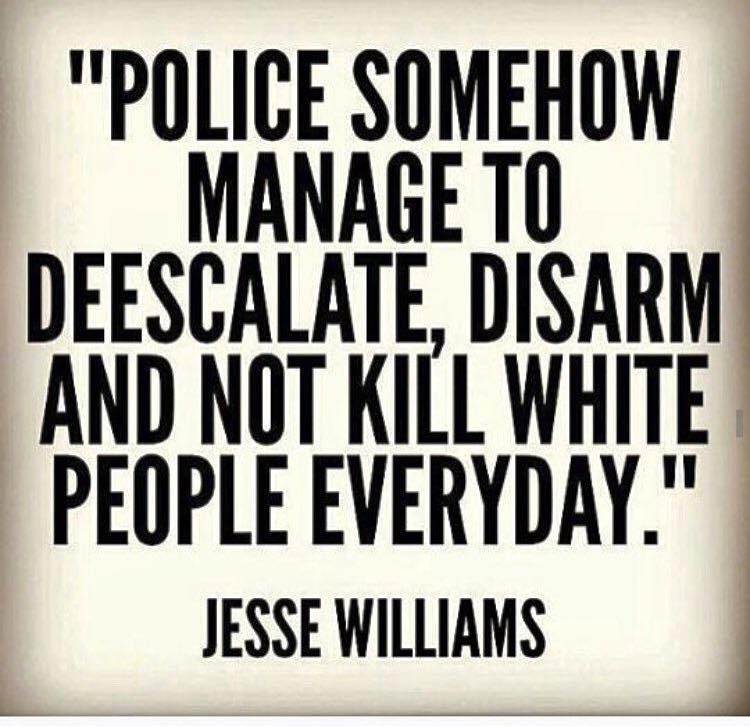 "POLICE SOMEHOW
MANAGE TO
DEESCALATE, DISARM
AND NOT KILL WHITE
PEOPLE EVERYDAY."
JESSE WILLIAMS